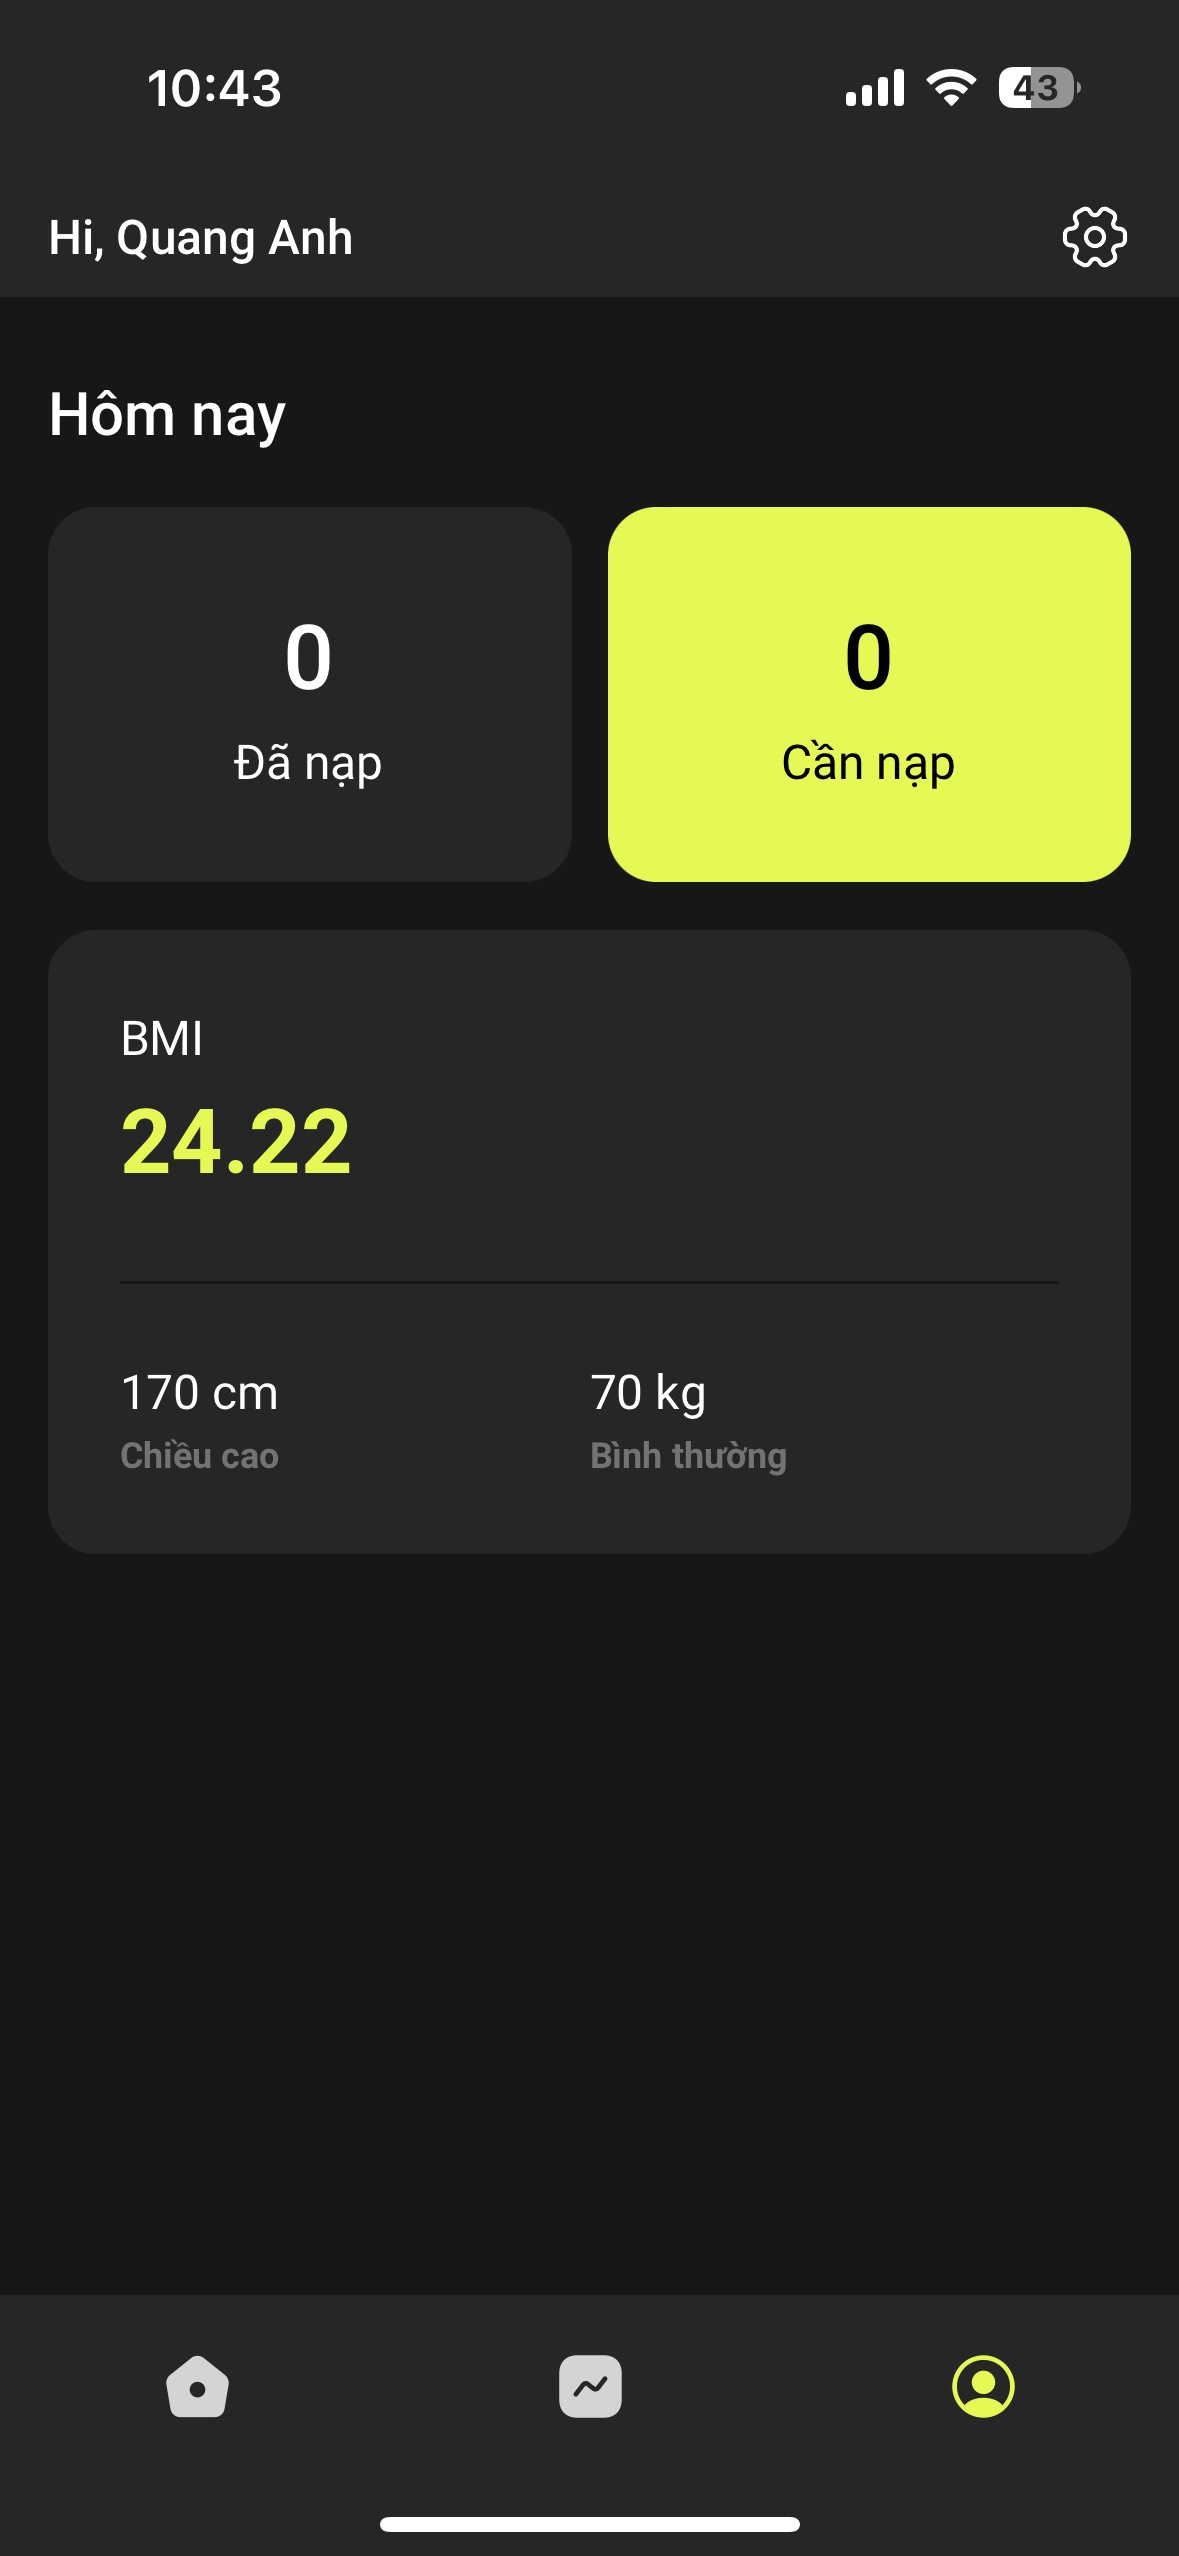 10:43
43
Hi, Quang Anh
Hôm nay
0
Đã nạp
0
Cần nạp
BMI
24.22
170 cm
Chiều cao
70 kg
Bình thường